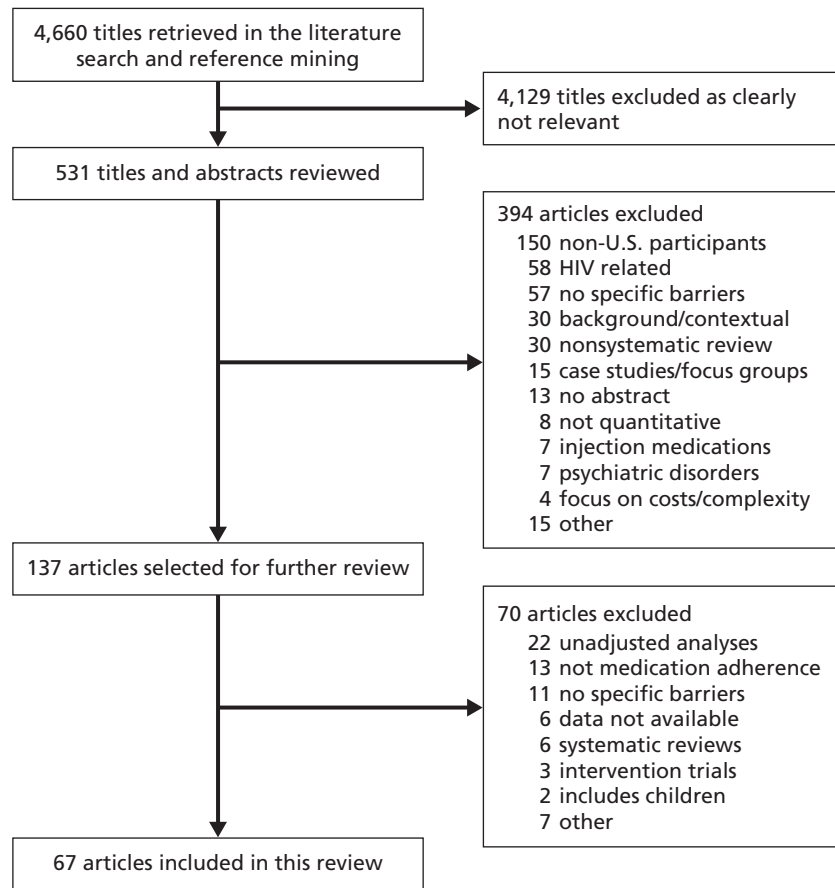 4,660 titles retrieved in the literature
search and reference mining
4,129 titles excluded as clearly
not relevant
531 titles and abstracts reviewed
394 articles excluded
150 non-U.S. participants
58 HIV related
57 no specific barriers
30 background/contextual
30 nonsystematic review
15 case studies/focus groups
13 no abstract
8 not quantitative
7 injection medications
7 psychiatric disorders
4 focus on costs/complexity
15 other
137 articles selected for further review
70 articles excluded
22 unadjusted analyses
13 not medication adherence
11 no specific barriers
6 data not available
6 systematic reviews
3 intervention trials
2 includes children
7 other
67 articles included in this review